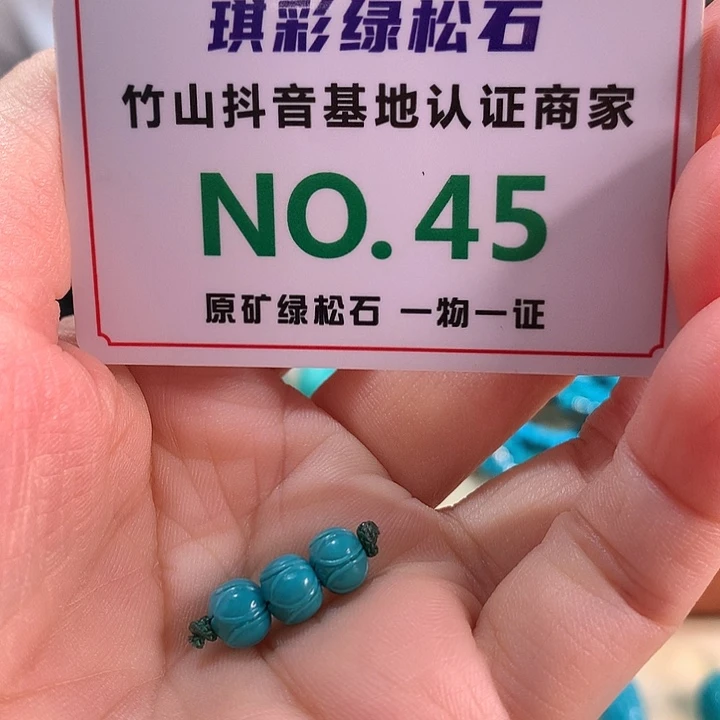 琪彩绿松石
竹山抖音基地认证商家
NO.45
原矿绿松石 一物一证